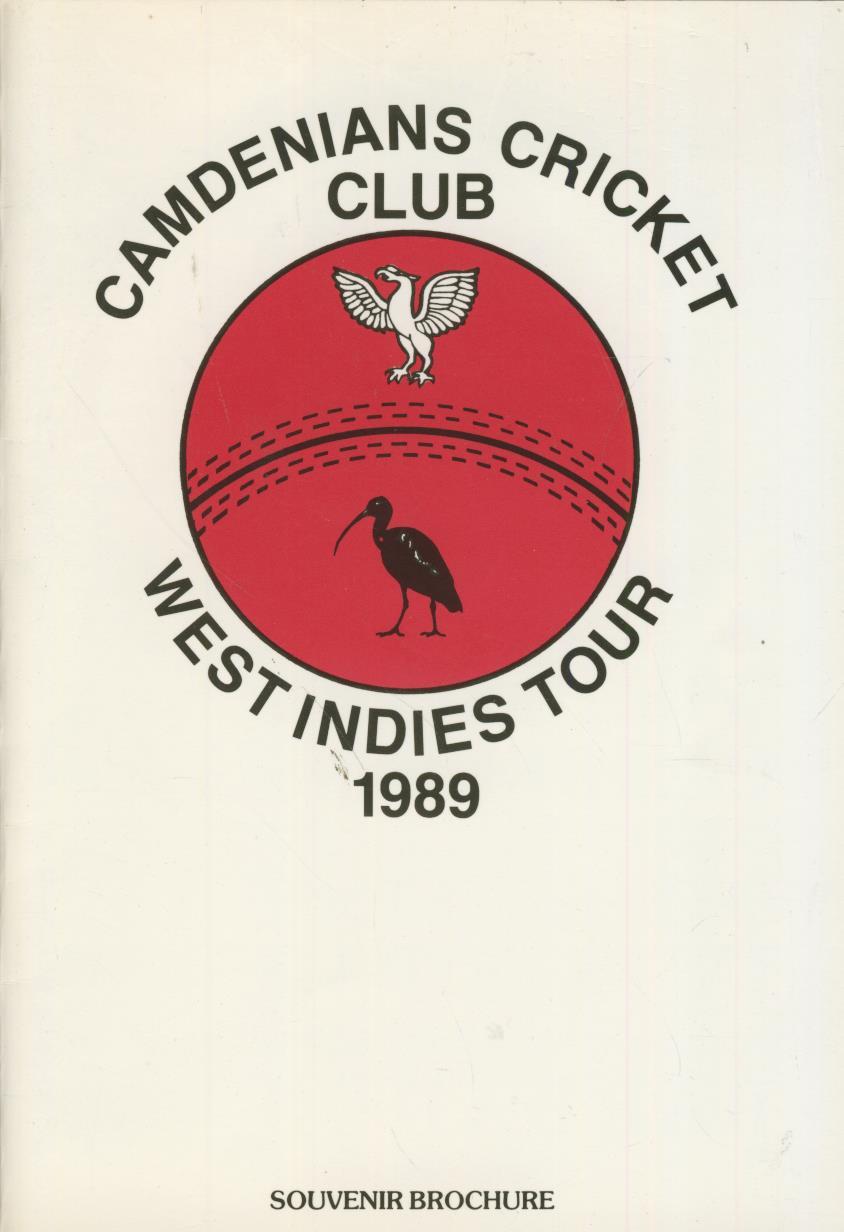 CAMDENIANS CRICKET
CLUB
WEST INDIES TOUR
1989
SOUVENIR BROCHURE